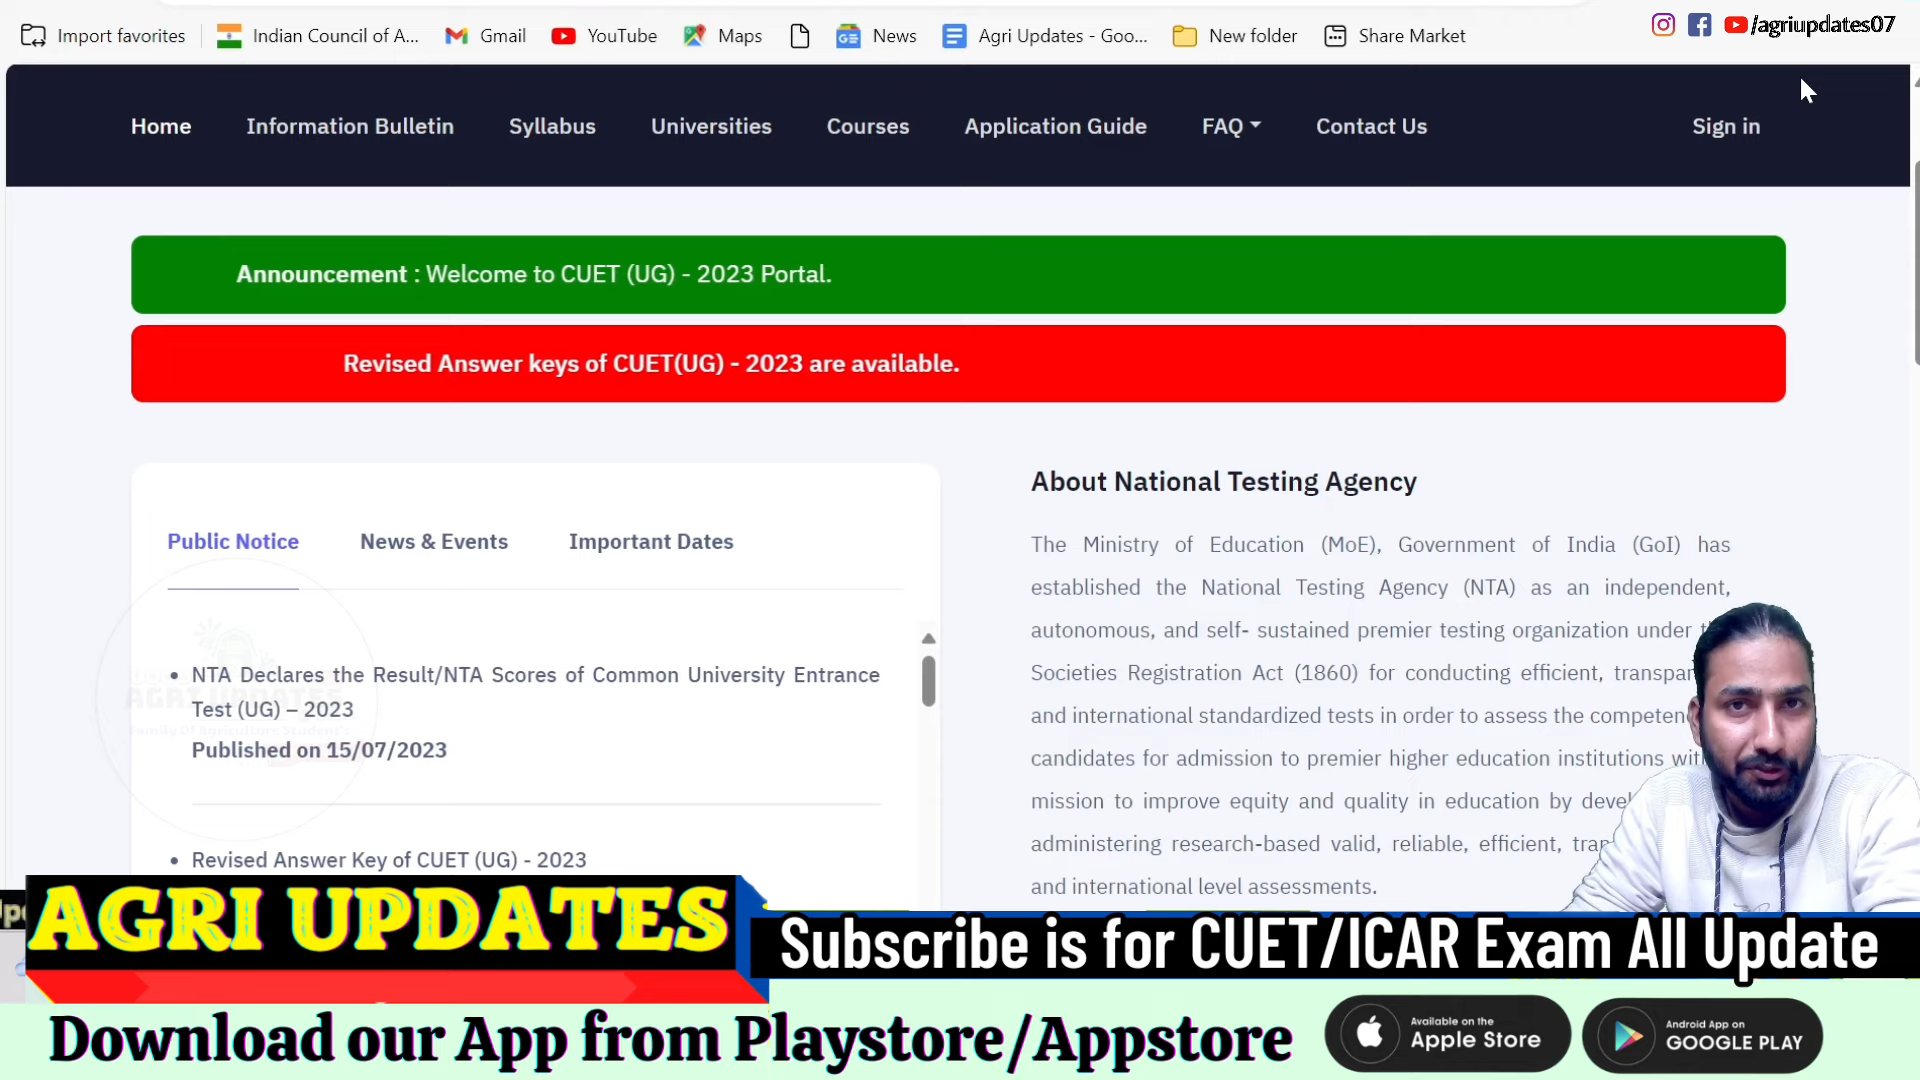 Import favorites
Indian Council of A...
Gmail
YouTube
Maps
News
Agri Updates - Goo...
New folder
Share Market
/agriupdates07
Home
Information Bulletin
Syllabus
Universities
Courses
Application Guide
FAQ
Contact Us
Sign in
Announcement : Welcome to CUET (UG) - 2023 Portal.
Revised Answer keys of CUET(UG) - 2023 are available.
Public Notice
News & Events
Important Dates
NTA Declares the Result/NTA Scores of Common University Entrance
Test (UG) – 2023
Published on 15/07/2023
Revised Answer Key of CUET (UG) - 2023
AGRI UPDATES
Family Of Agriculture Student's
About National Testing Agency
The Ministry of Education (MoE), Government of India (GoI) has
established the National Testing Agency (NTA) as an independent,
autonomous, and self- sustained premier testing organization under
Societies Registration Act (1860) for conducting efficient,
and international standardized tests in order to assess the
candidates for admission to premier higher education institutions
mission to improve equity and quality in education by
administering research-based valid, reliable, efficient,
and international level assessments.
AGRI UPDATES
Subscribe is for CUET/ICAR Exam All Update
Download our App from Playstore/Appstore
Available on the
Apple Store
Android App on
GOOGLE PLAY